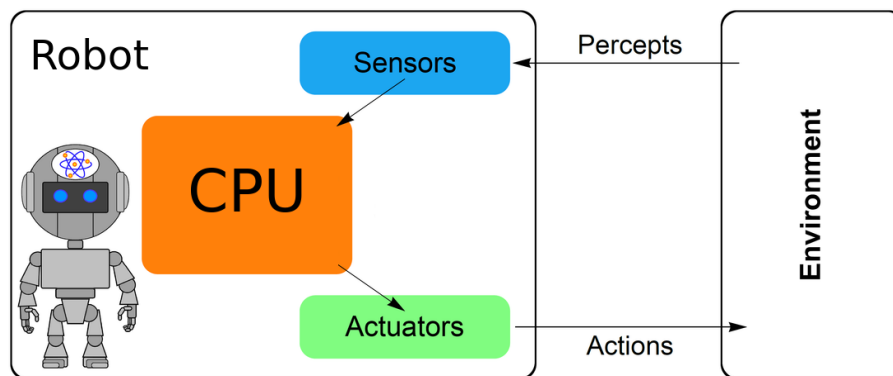 Robot
Sensors
Percepts
CPU
Environment
Actuators
Actions